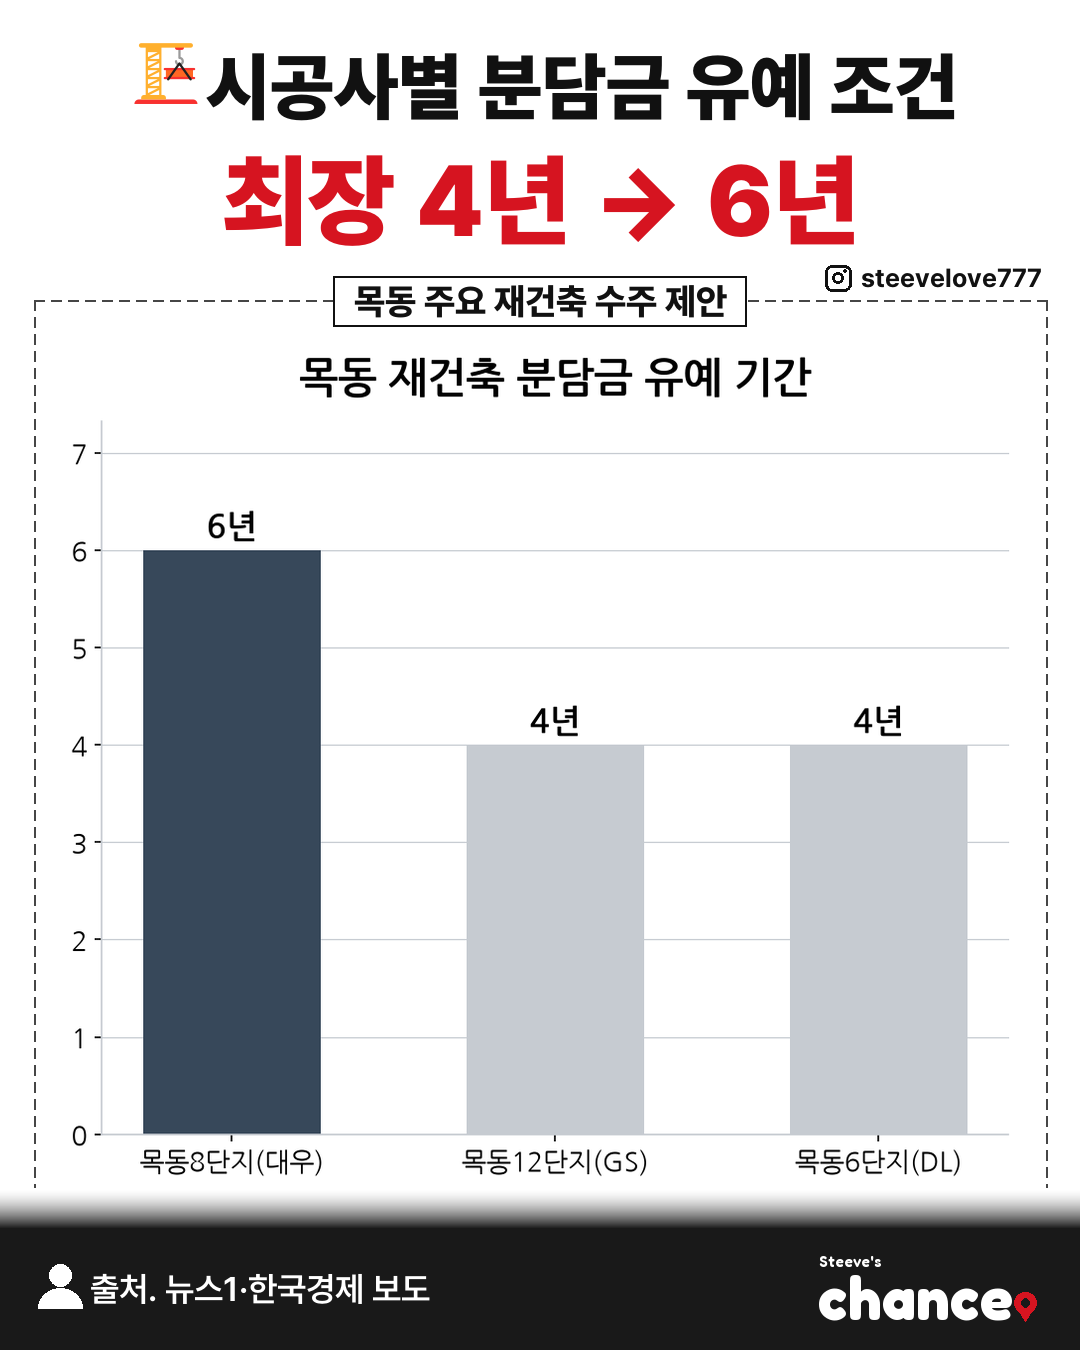 시공사별 분담금 유예 조건
최장 4년 → 6년
steevelove777
목동 주요 재건축 수주 제안
목동 재건축 분담금 유예 기간
7
6
5
4
3
2
1
0
6년
4년
4년
목동8단지(대우)
목동12단지(GS)
목동6단지(DL)
출처. 뉴스1·한국경제 보도
Steeve's
chance